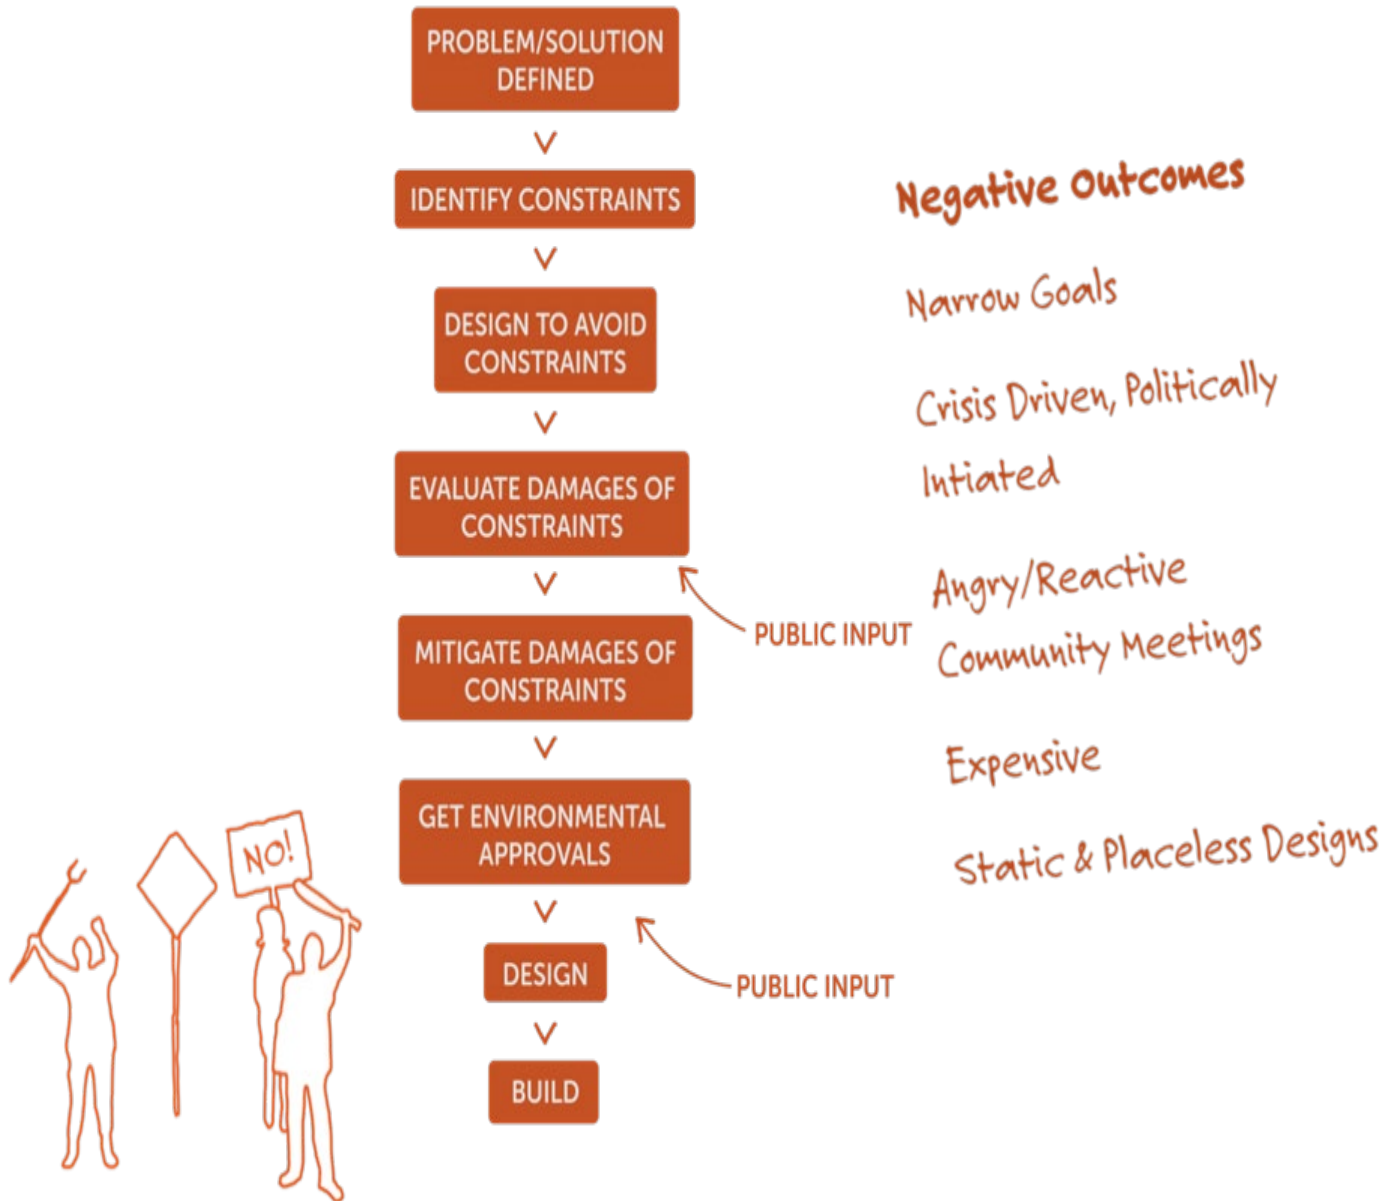 PROBLEM/SOLUTION
DEFINED
IDENTIFY CONSTRAINTS
DESIGN TO AVOID
CONSTRAINTS
EVALUATE DAMAGES OF
CONSTRAINTS
PUBLIC INPUT
MITIGATE DAMAGES OF
CONSTRAINTS
GET ENVIRONMENTAL
APPROVALS
PUBLIC INPUT
DESIGN
BUILD
NO!
Negative Outcomes
Narrow Goals
Crisis Driven, Politically
Intiated
Angry/Reactive
Community Meetings
Expensive
Static & Placeless Designs